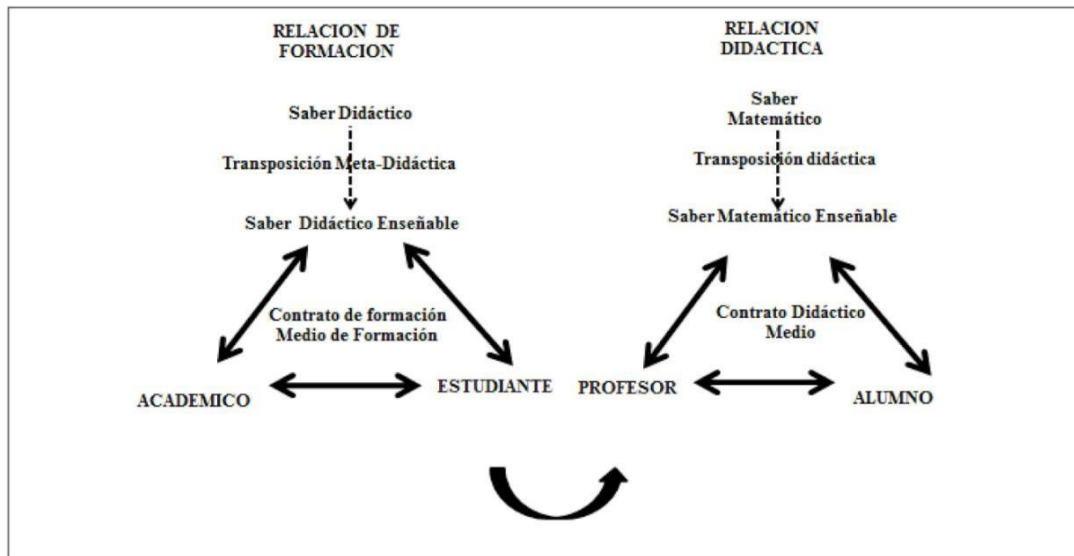 RELACION DE
FORMACION
Saber Didáctico
Transposición Meta-Didáctica
Saber Didáctico Enseñable
Contrato de formación
Medio de Formación
ACADEMICO
ESTUDIANTE
RELACION
DIDACTICA
Saber
Matemático
Transposición didáctica
Saber Matemático Enseñable
Contrato Didáctico
Medio
PROFESOR
ALUMNO